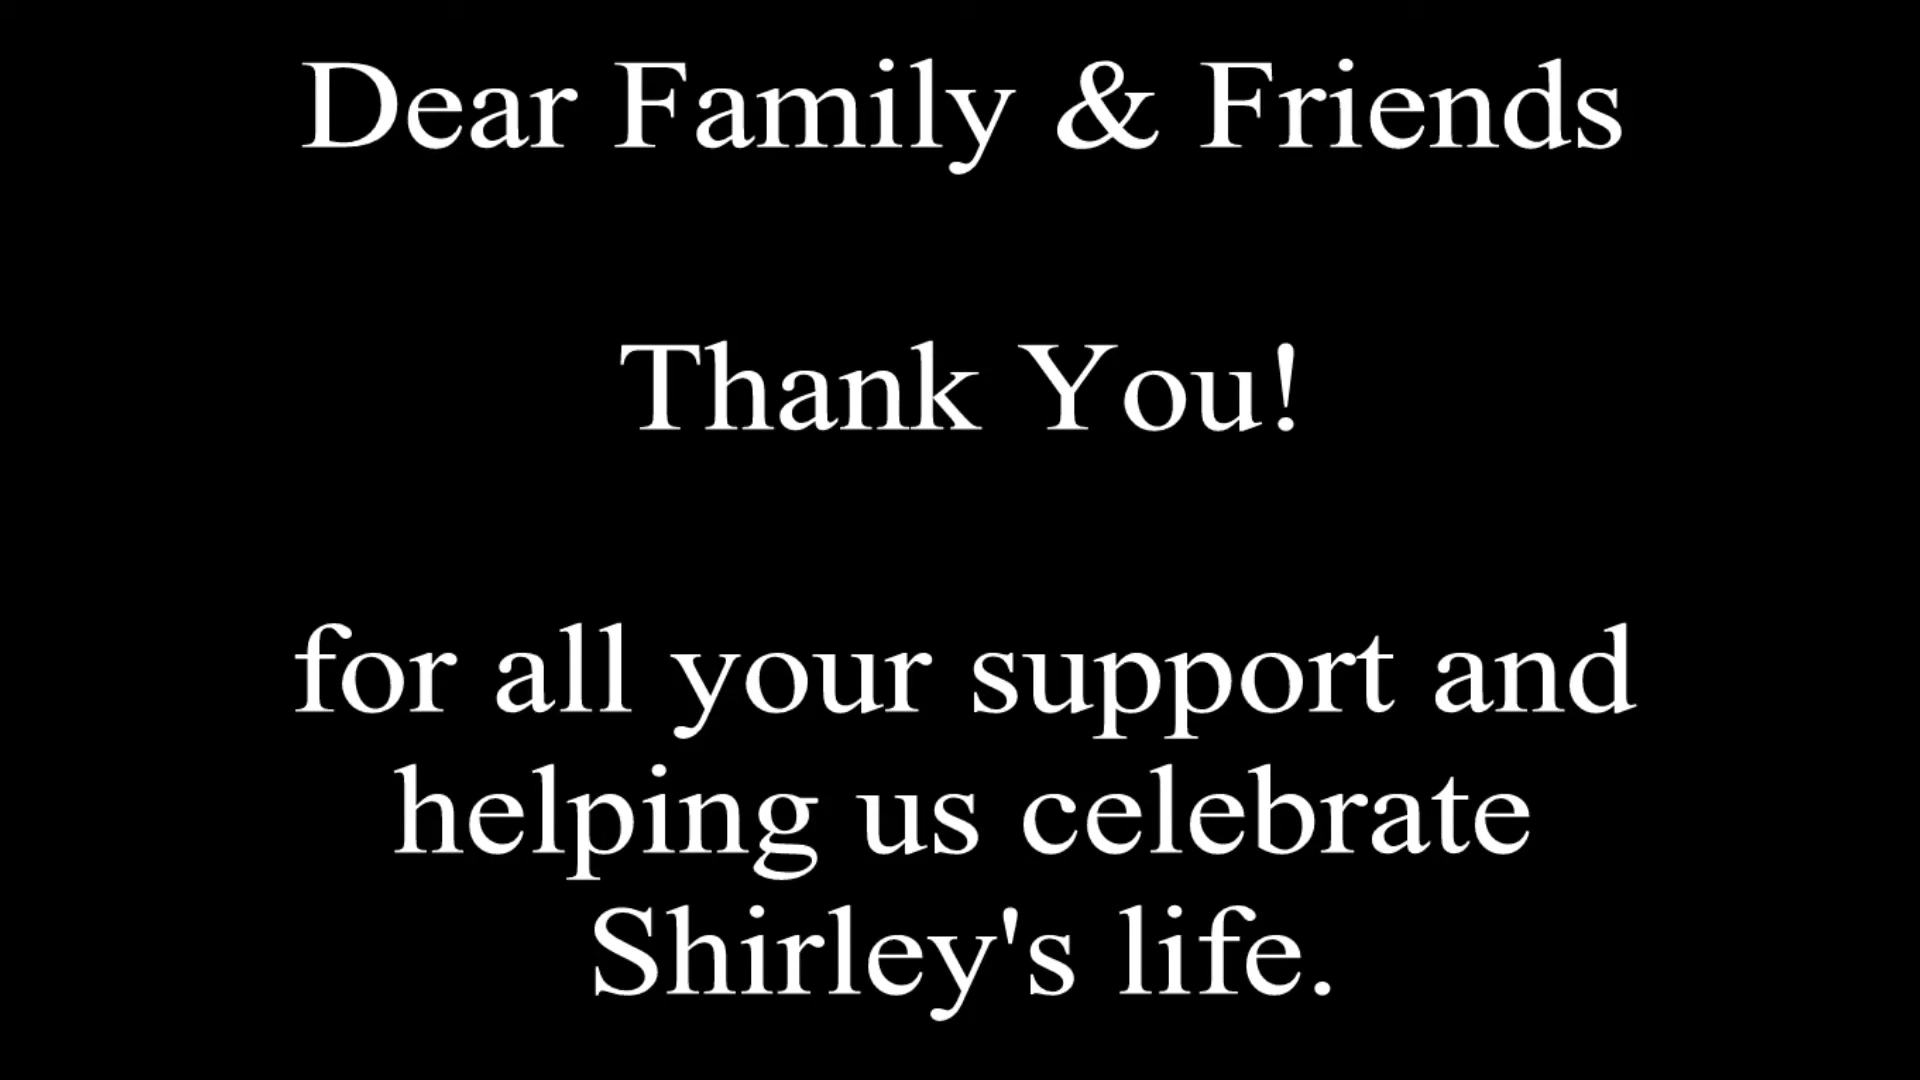 Dear Family & Friends
Thank You!
for all your support and
helping us celebrate
Shirley's life.